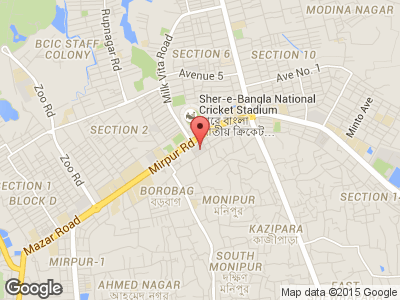 MODINA NAGAR
BCIC STAFF
COLONY
Rupnagar Rd
Milk Vita Road
SECTION 6
SECTION 10
Zoo Rd
Avenue 5
Ave No. 1
Minto Ave
Sher-e-Bangla National
Cricket Stadium
শেরে বাংলা
জাতীয় ক্রিকেট...
SECTION 2
Mirpur Rd
Zoo Rd
SECTION 1
BLOCK D
BOROBAG
বড়বাগ
MONIPUR
মনিপুর
SECTION 1
Mazar Road
KAZIPARA
কাজীপাড়া
MIRPUR-1
AHMED NAGAR
আহমেদ নগর
SOUTH
MONIPUR
দক্ষিণ
মণিপুর
EAST
Map data ©2015 Google